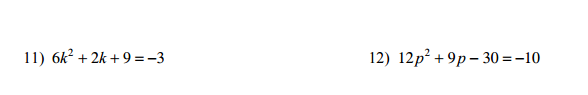 11) 6k² + 2k + 9 = −3
12) 12p² + 9p − 30 = −10